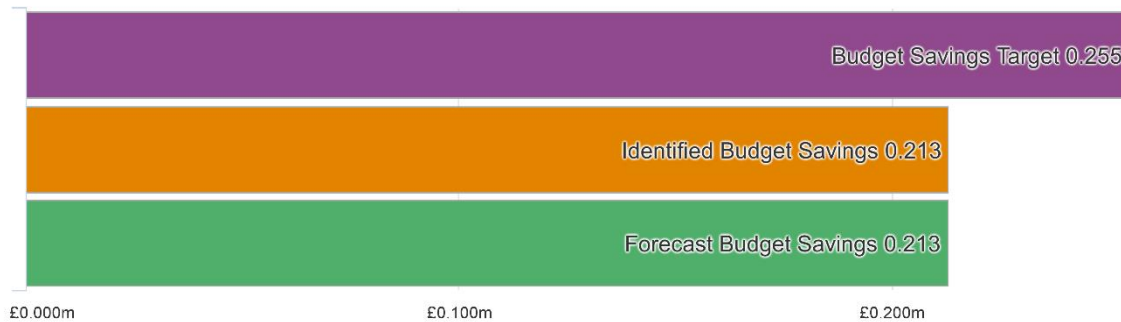 Budget Savings Target 0.255
Identified Budget Savings 0.213
Forecast Budget Savings 0.213
£0.000m £0.100m £0.200m